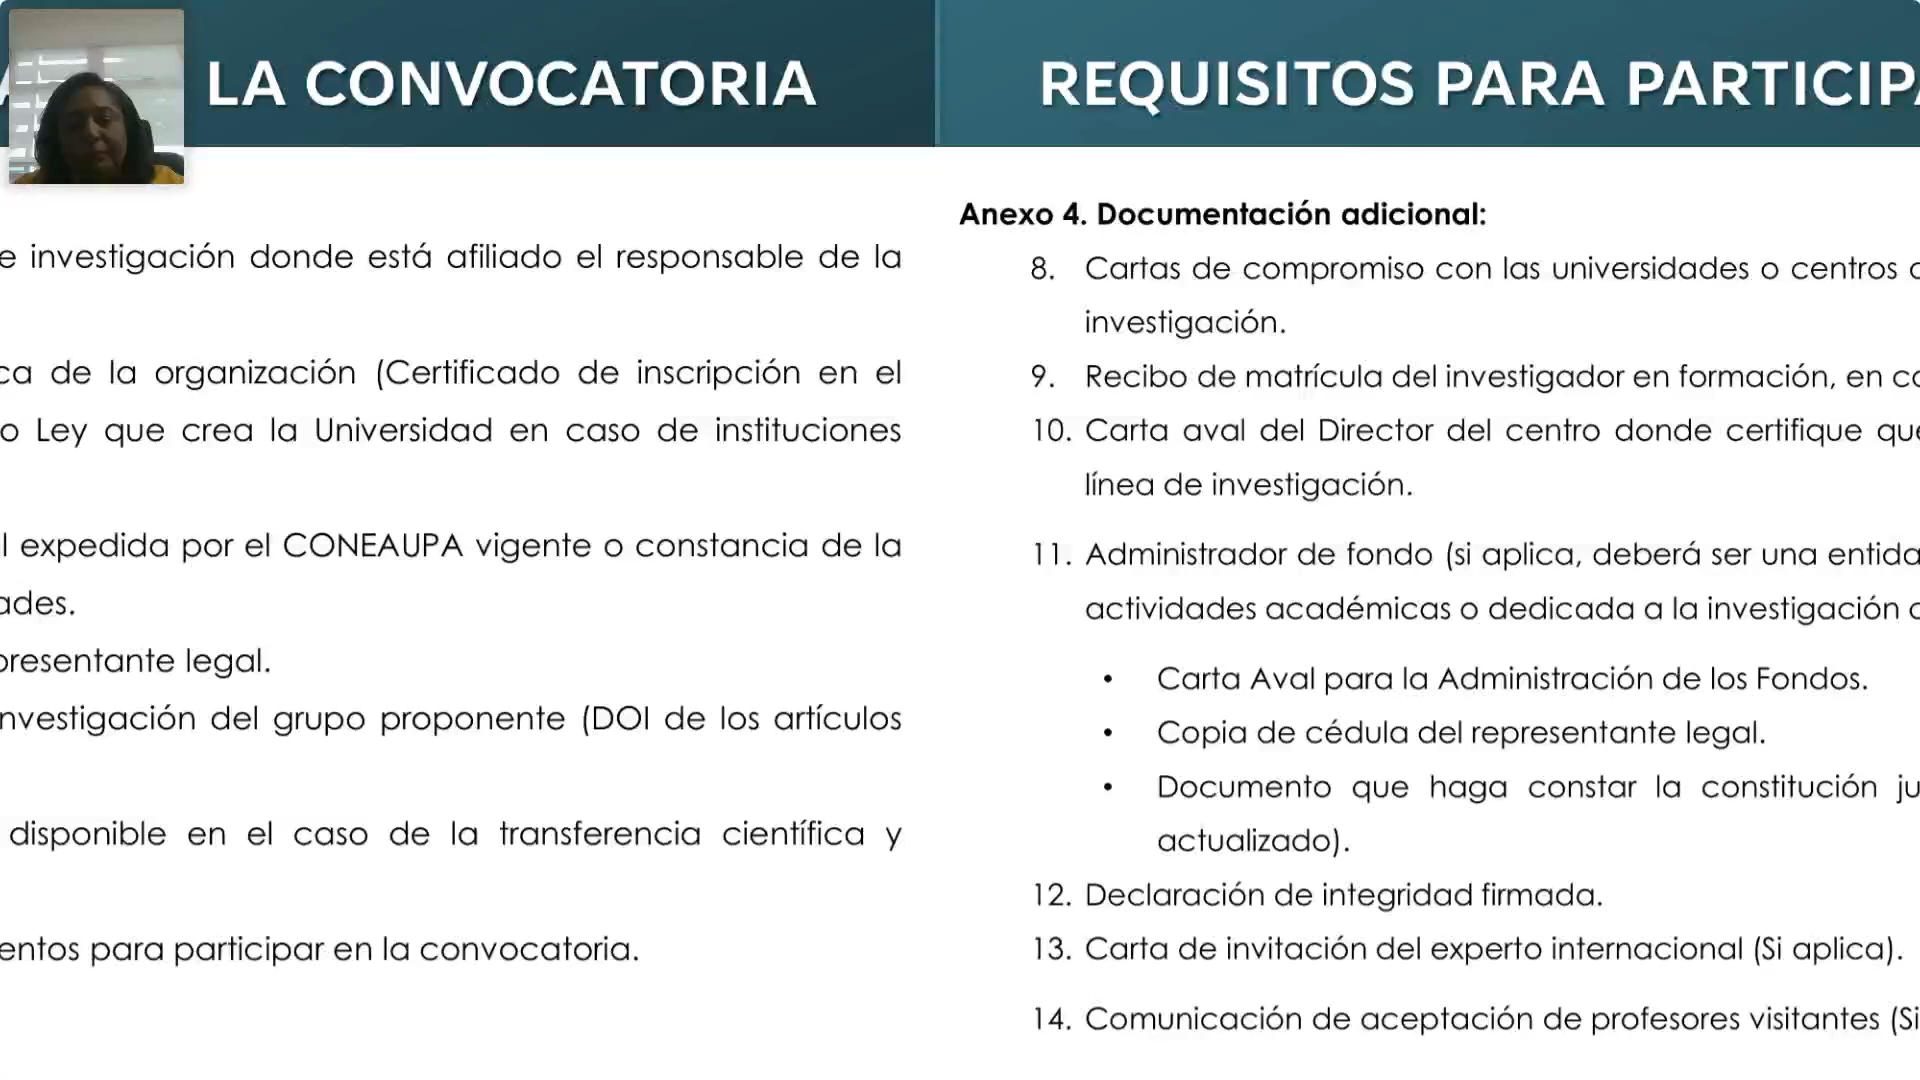 LA CONVOCATORIA
investigación donde está afiliado el responsable de la
de la organización (Certificado de inscripción en el
o Ley que crea la Universidad en caso de instituciones
expedida por el CONEAUPA vigente o constancia de la
legal.
del grupo proponente (DOI de los artículos
disponible en el caso de la transferencia científica y
para participar en la convocatoria.
REQUISITOS PARA
Anexo 4. Documentación adicional:
8. Cartas de compromiso con las universidades o centros
investigación.
9. Recibo de matrícula del investigador en formación, en
10. Carta aval del Director del centro donde certifique
línea de investigación.
11. Administrador de fondo (si aplica, deberá ser una
actividades académicas o dedicada a la investigación
• Carta Aval para la Administración de los Fondos.
• Copia de cédula del representante legal.
• Documento que haga constar la constitución
actualizado).
12. Declaración de integridad firmada.
13. Carta de invitación del experto internacional (Si aplica).
14. Comunicación de aceptación de profesores visitantes (Si